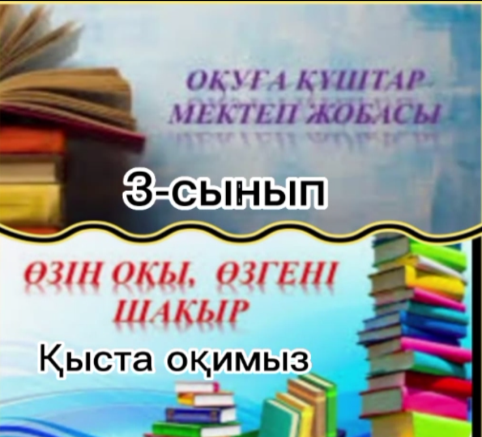 ОҚУҒА ҚҰШТАР
МЕКТЕП ЖОБАСЫ
3-сынып
ӨЗІҢ ОҚЫ, ӨЗГЕНІ
ШАҚЫР
Қыста оқимыз